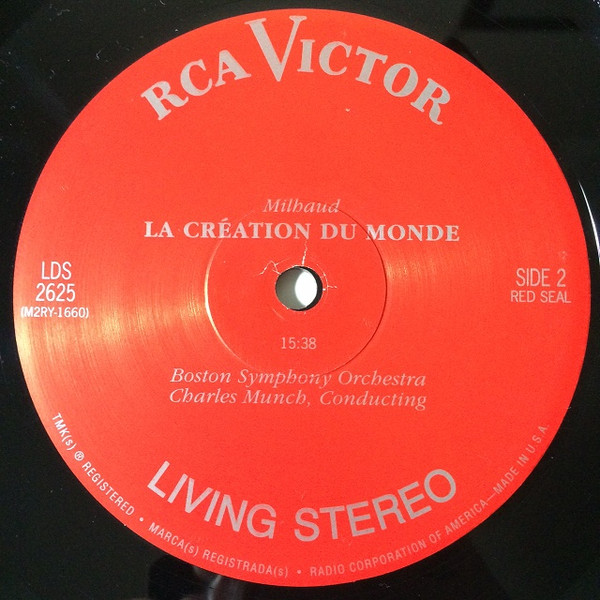 RCA VICTOR
Milhaud
LA CRÉATION DU MONDE
LDS
2625
(M2RY-1660)
SIDE 2
RED SEAL
15:38
Boston Symphony Orchestra
Charles Munch, Conducting
LIVING STEREO
TMK(s) ® REGISTERED • MARCA(s) REGISTRADA(s) • RADIO CORPORATION OF AMERICA—MADE IN U.S.A.